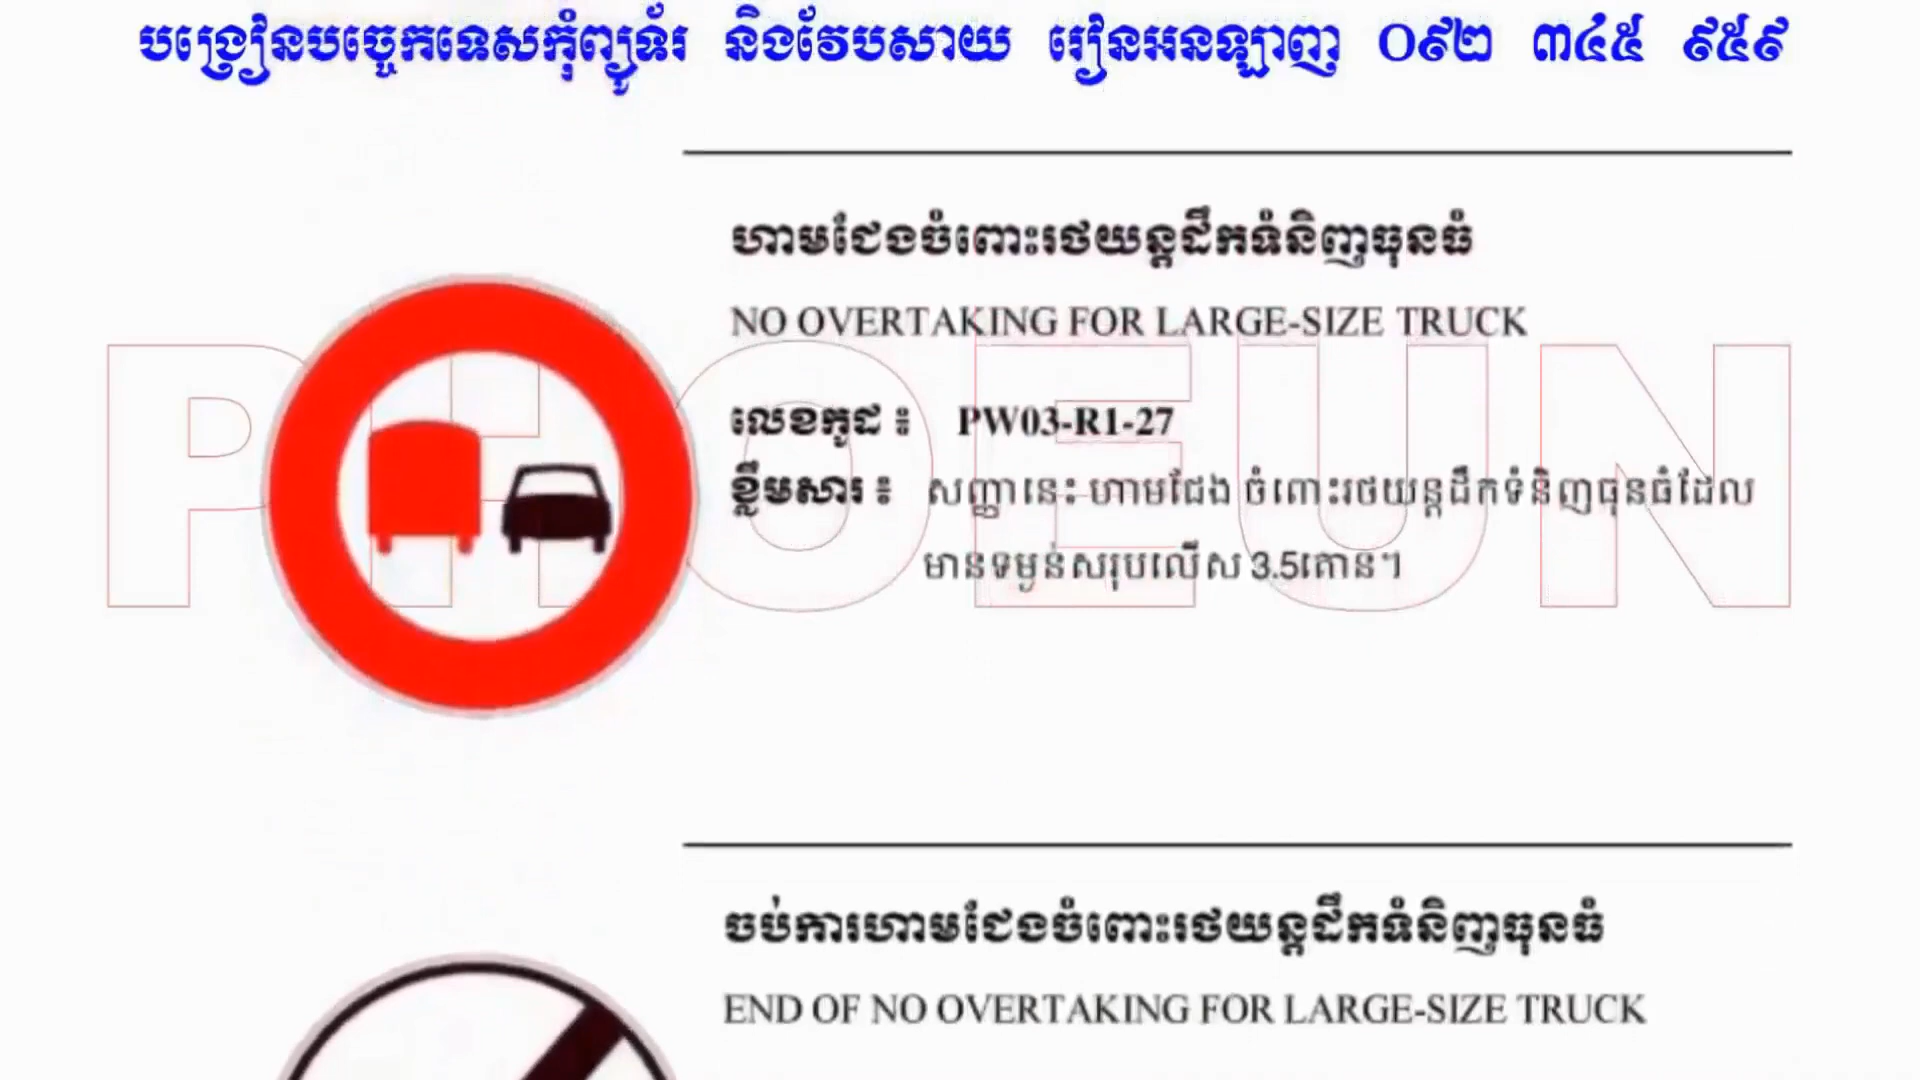 បង្រៀនបច្ចេកទេសកុំព្យូទ័រ និងវែបសាយ រៀនអនឡាញ ០៩២ ៣៤៥ ៩៥៩
ហាមជែងចំពោះរថយន្តដឹកទំនិញធុនធំ
NO OVERTAKING FOR LARGE-SIZE TRUCK
PHOEUN
លេខកូដ ៖ PW03-R1-27
ខ្លឹមសារ ៖ សញ្ញានេះ ហាមជែង ចំពោះរថយន្តដឹកទំនិញធុនធំដែល
មានទម្ងន់សរុបលើស 3.5តោន។
ចប់ការហាមជែងចំពោះរថយន្តដឹកទំនិញធុនធំ
END OF NO OVERTAKING FOR LARGE-SIZE TRUCK